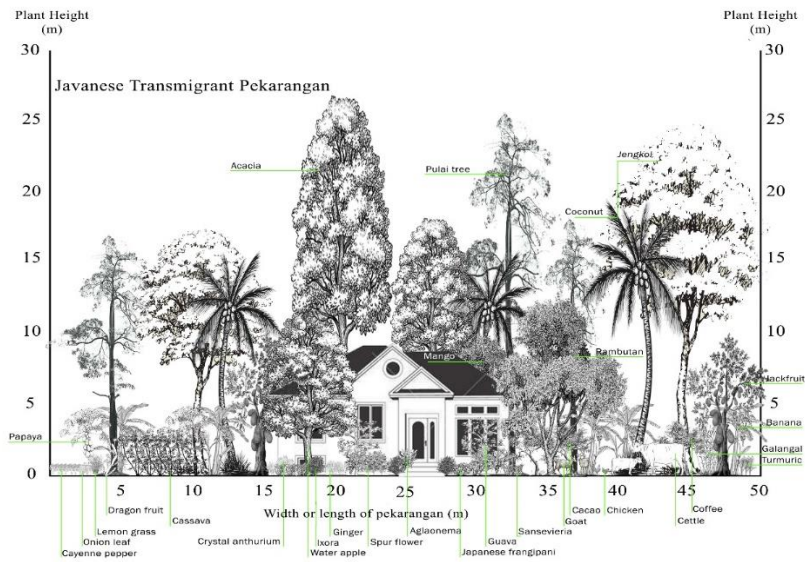 Plant Height
(m)
Plant Height
(m)
30
30
Javanese Transmigrant Pekarangan
25
25
Jengkol
Acacia
Pulai tree
20
20
Coconut
15
15
10
10
Mango
Rambutan
Hackfruit
5
5
Banana
Papaya
Galangal
Turmuric
0
0
5
10
15
20
25
30
35
40
45
50
Width or length of pekarangan (m)
Dragon fruit
Cassava
Lemon grass
Onion leaf
Cayenne pepper
Crystal anthurium
Ixora
Water apple
Ginger
Spur flower
Aglaonema
Japanese frangipani
Guava
Sansevieria
Cacao
Goat
Chicken
Cettle
Coffee